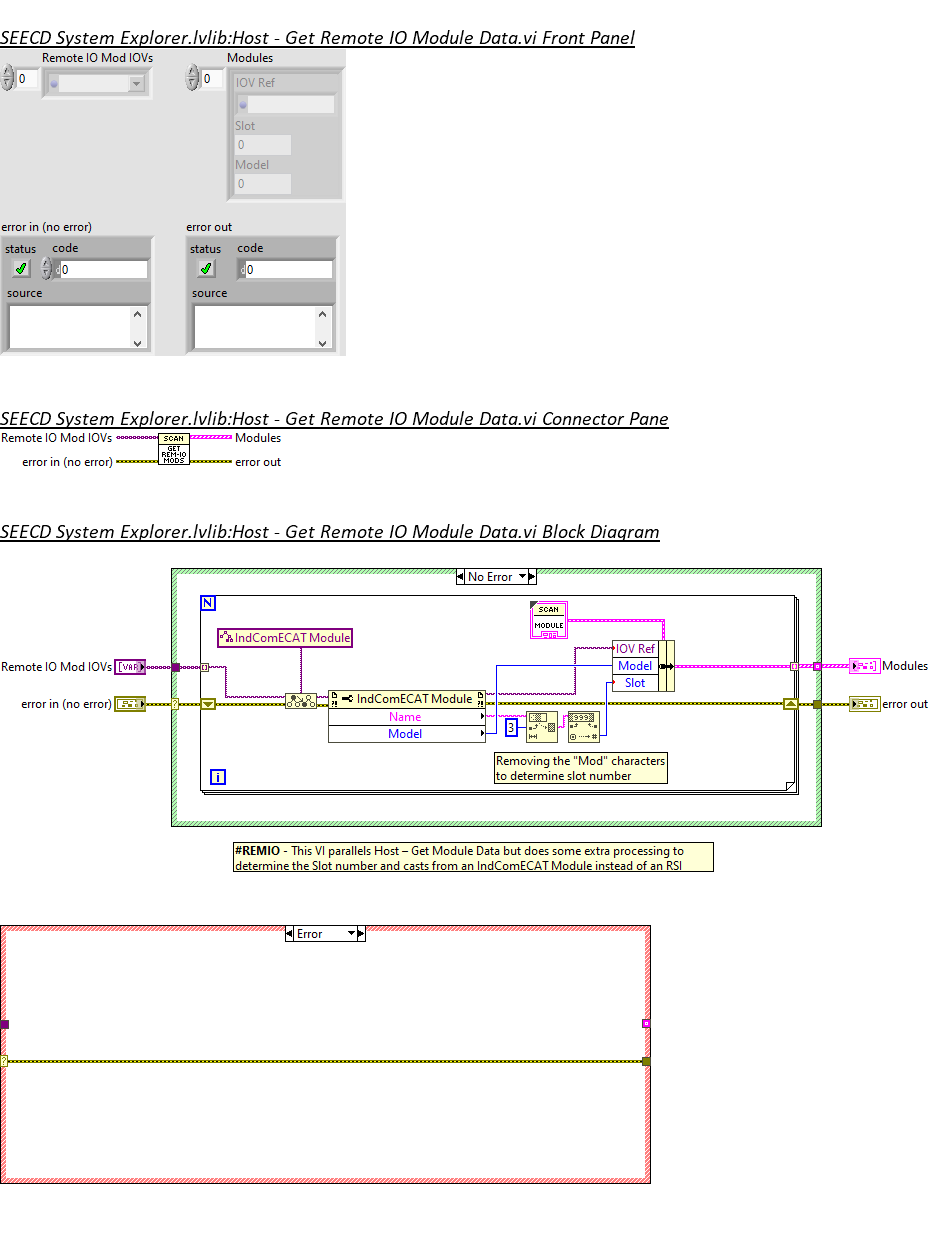 SEECD System Explorer.lvlib:Host - Get Remote IO Module Data.vi Front Panel
Remote IO Mod IOVs
Modules
0
0
IOV Ref
Slot
0
Model
0
error in (no error)
error out
status code
status code
0
0
source
source
SEECD System Explorer.lvlib:Host - Get Remote IO Module Data.vi Connector Pane
Remote IO Mod IOVs
SCAN
GET
REM-IO
MODS
Modules
error in (no error)
error out
SEECD System Explorer.lvlib:Host - Get Remote IO Module Data.vi Block Diagram
No Error
N
SCAN
MODULE
IndComECAT Module
IOV Ref
Model
Slot
Remote IO Mod IOVs
VAR
Modules
error in (no error)
?
IndComECAT Module
Name
Model
3
9999
#
error out
Removing the "Mod" characters
to determine slot number
i
#REMIO - This VI parallels Host – Get Module Data but does some extra processing to
determine the Slot number and casts from an IndComECAT Module instead of an RSI
Error
?